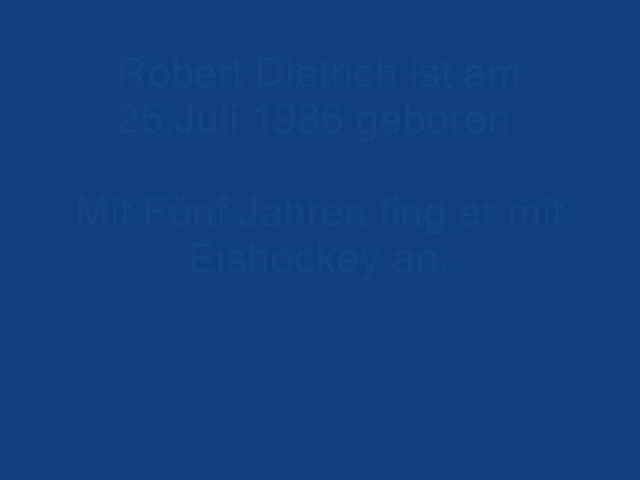 Robert Dietrich ist am
25.Juli.1986 geboren.
Mit Fünf Jahren fing er mit
Eishockey an.